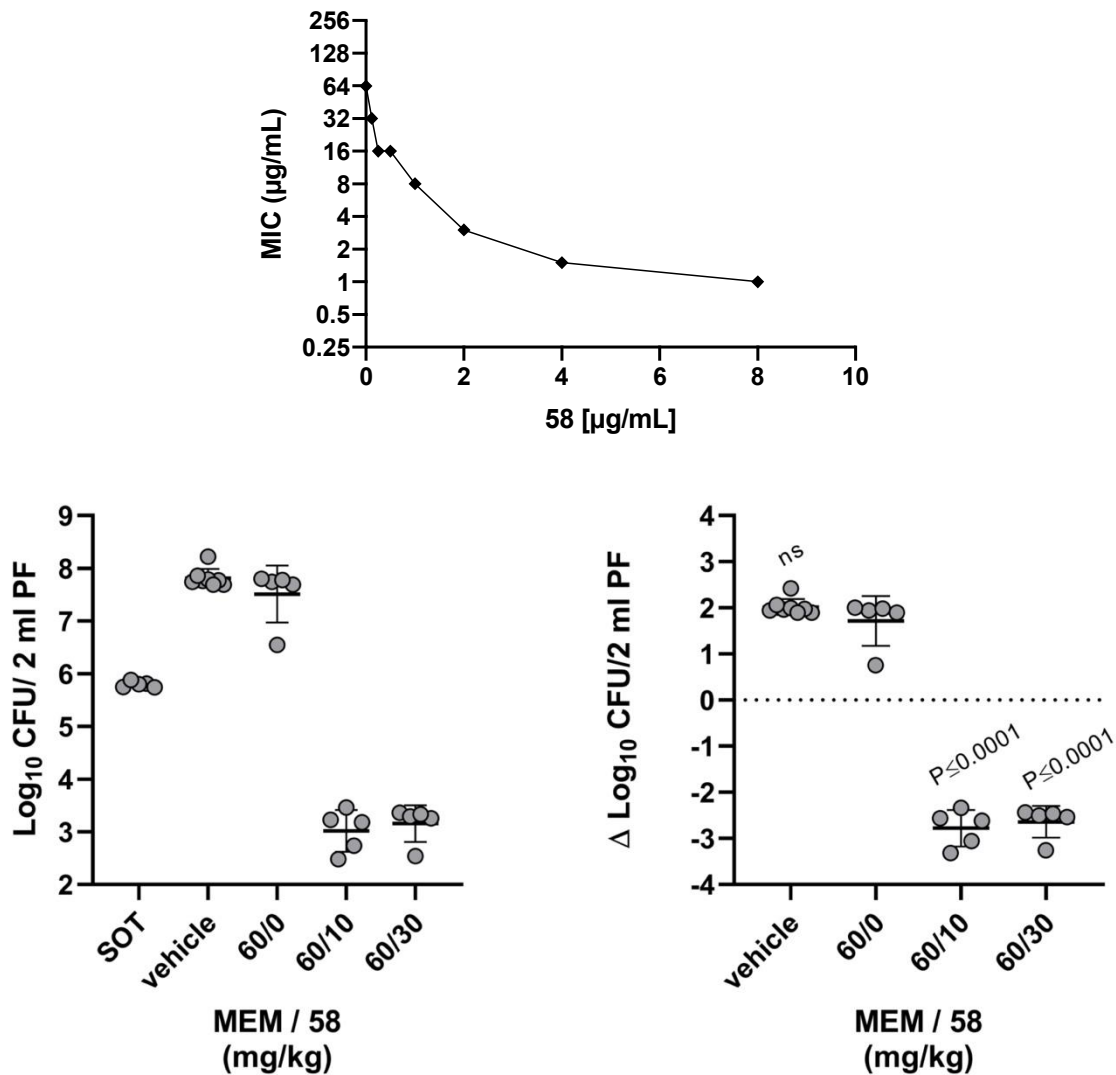 256
128
64
32
16
8
4
2
1
0.5
0.25
MIC (µg/mL)
0 2 4 6 8 10
58 [µg/mL]
9
8
7
6
5
4
3
2
Log₁₀ CFU/ 2 ml PF
SOT
vehicle
60/0
60/10
60/30
MEM / 58
(mg/kg)
4
3
2
1
0
-1
-2
-3
-4
Δ Log₁₀ CFU/2 ml PF
ns
P≤0.0001
P≤0.0001
vehicle
60/0
60/10
60/30
MEM / 58
(mg/kg)